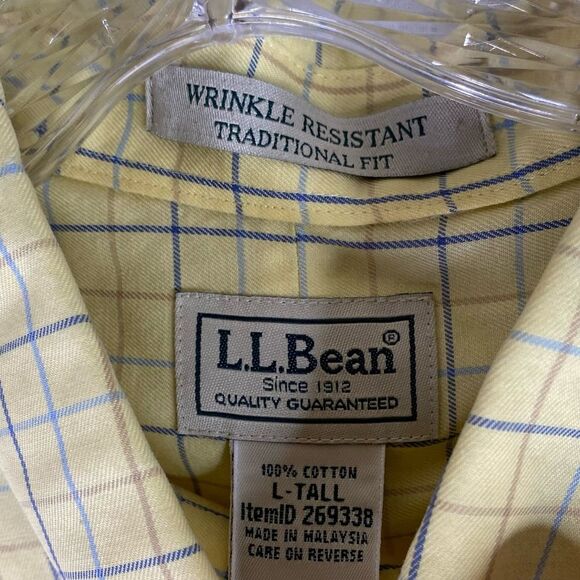 WRINKLE RESISTANT
TRADITIONAL FIT
L.L.Bean®
Since 1912
QUALITY GUARANTEED
100% COTTON
L-TALL
ItemID 269338
MADE IN MALAYSIA
CARE ON REVERSE